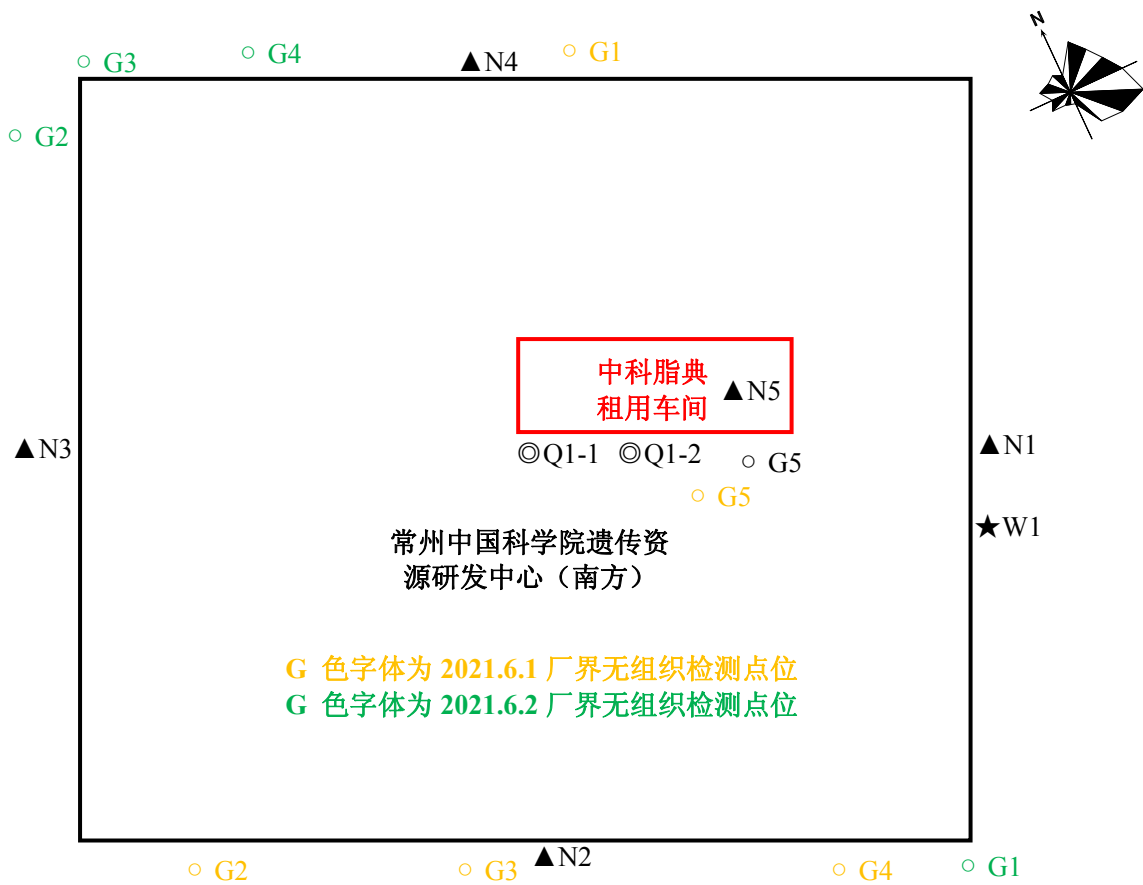 N
○ G3
○ G4
▲N4
○ G1
○ G2
中科脂典
租用车间
▲N5
▲N3
◎Q1-1
◎Q1-2
○ G5
▲N1
○ G5
★W1
常州中国科学院遗传资
源研发中心（南方）
G 色字体为 2021.6.1 厂界无组织检测点位
G 色字体为 2021.6.2 厂界无组织检测点位
○ G2
○ G3
▲N2
○ G4
○ G1